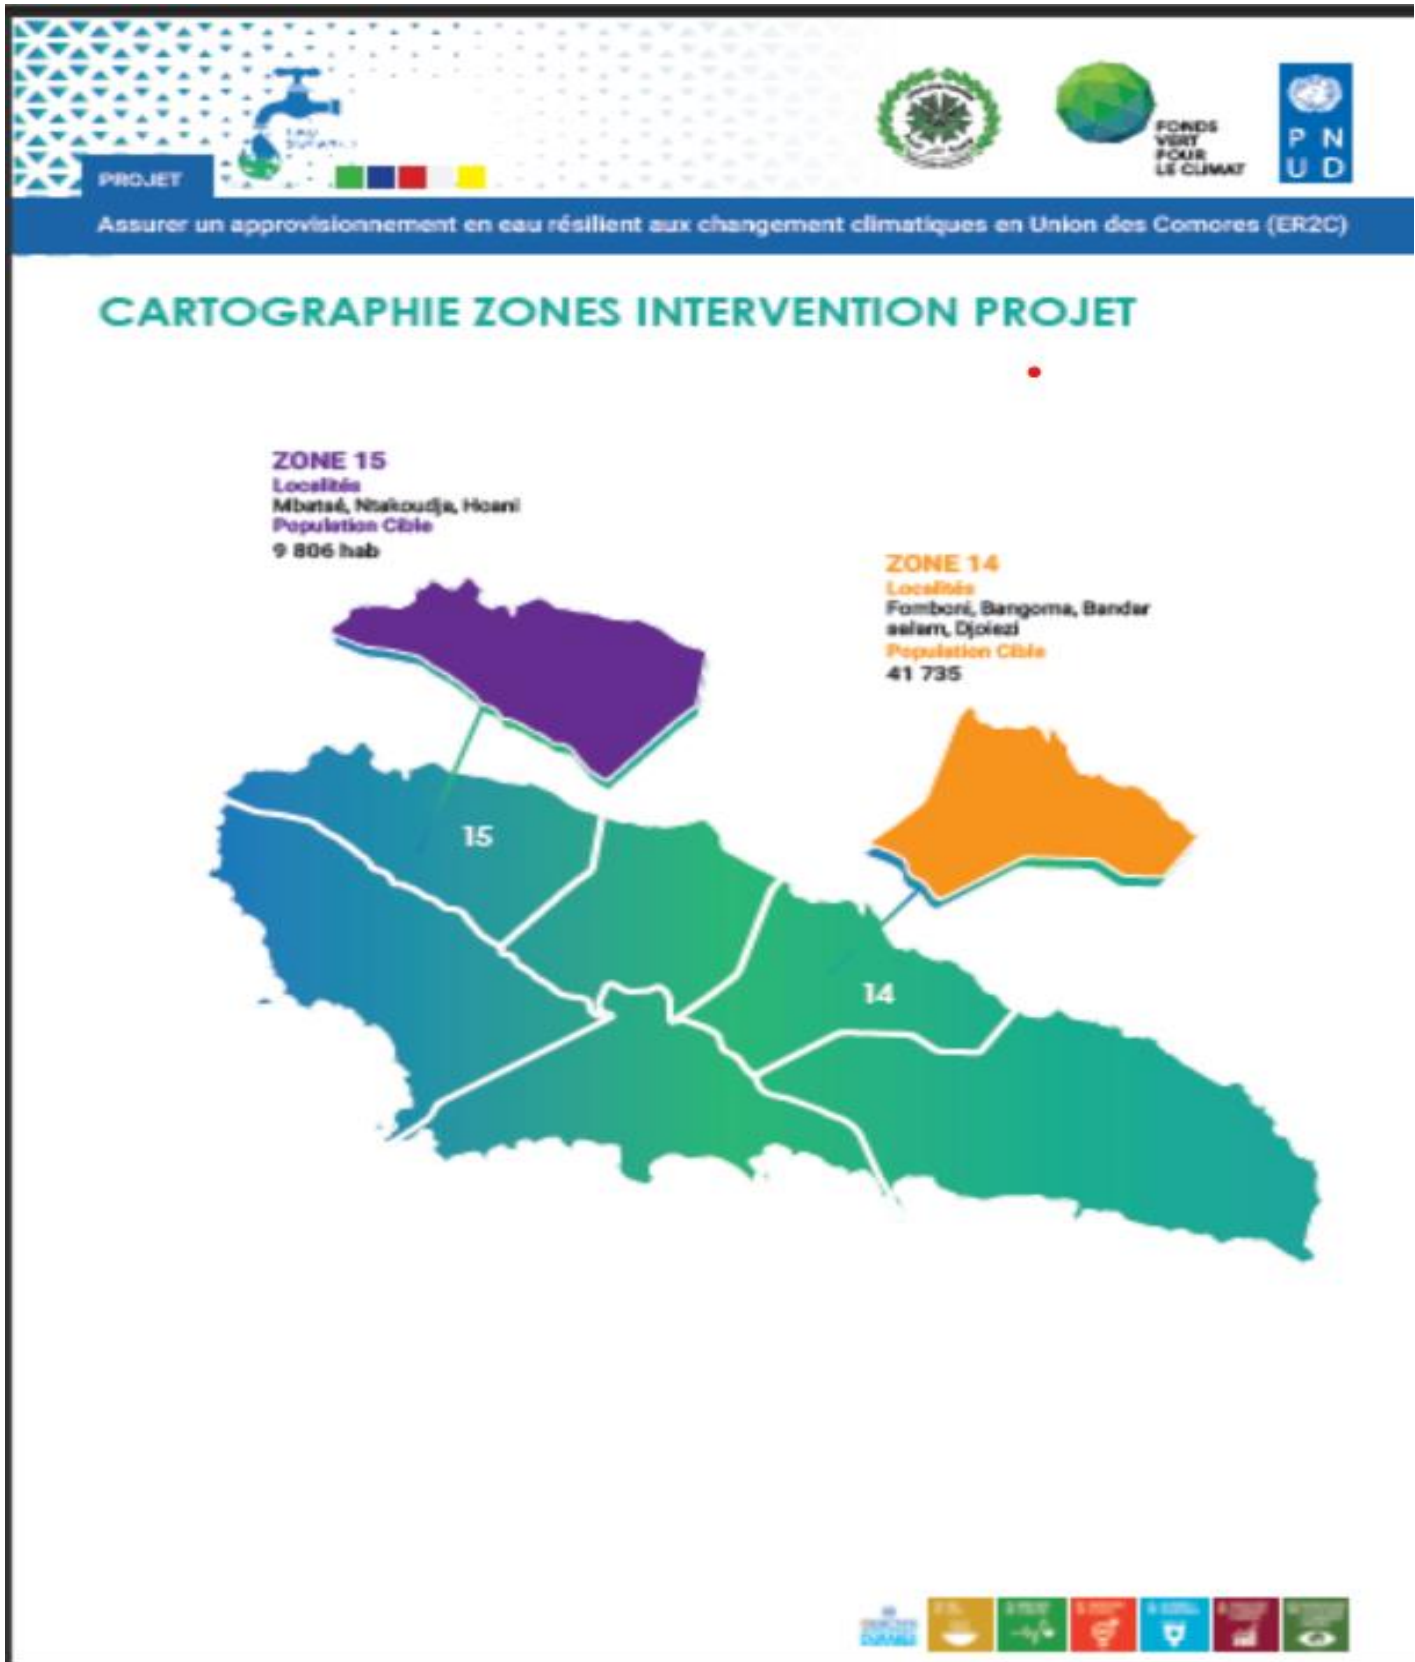 PROJET
FONDS
VERT
POUR
LE CLIMAT
P N
U D
Assurer un approvisionnement en eau résilient aux changement climatiques en Union des Comores (ER2C)
CARTOGRAPHIE ZONES INTERVENTION PROJET
ZONE 15
Localités
Mbatsé, Ntakoudja, Hoani
Population Cible
9 806 hab
ZONE 14
Localités
Fomboni, Bangoma, Bandar
salam, Djoiezi
Population Cible
41 735
15
14